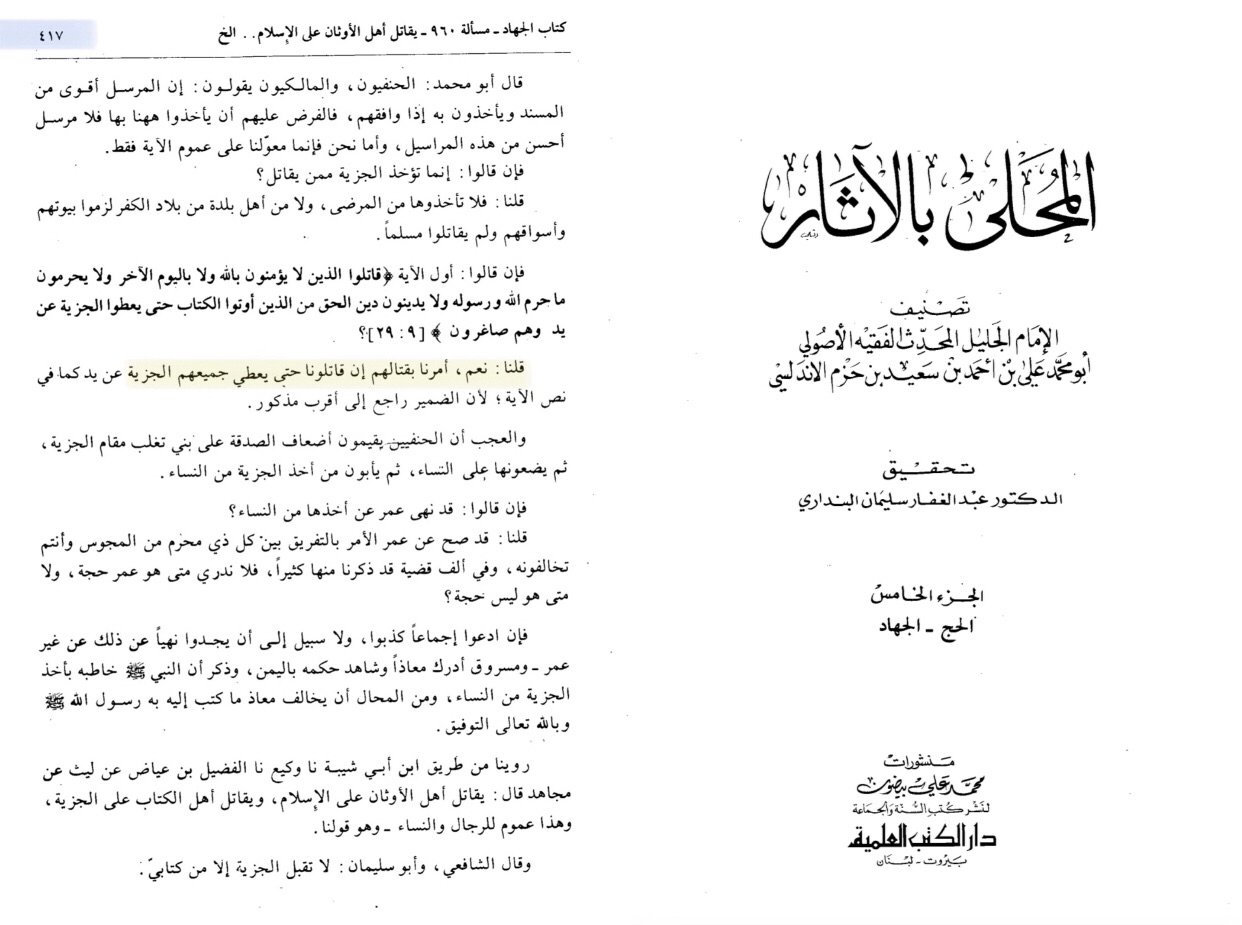 كتاب الجهاد ـ مسألة ٩٦٠ ـ يقاتل أهل الأوثان على الإسلام . . الخ
٤١٧
قال أبو محمد : الحنفيون ، والمالكيون يقولون : إن المرسل أقوى من
المسند ويأخذون به إذا وافقهم ، فالفرض عليهم أن يأخذوا ههنا بها فلا مرسل
أحسن من هذه المراسيل ، وأما نحن فإنما معوّلنا على عموم الآية فقط .
فإن قالوا : إنما تؤخذ الجزية ممن يقاتل ؟
قلنا : فلا تأخذوها من المرضى ، ولا من أهل بلدة من بلاد الكفر لزموا بيوتهم
وأسواقهم ولم يقاتلوا مسلماً .
فإن قالوا : أول الآية ﴿قاتلوا الذين لا يؤمنون بالله ولا باليوم الآخر ولا يحرمون
ما حرم الله ورسوله ولا يدينون دين الحق من الذين أوتوا الكتاب حتى يعطوا الجزية عن
يد وهم صاغرون ﴾ [٩ : ٢٩] ؟
قلنا : نعم ، أمرنا بقتالهم إن قاتلونا حتى يعطي جميعهم الجزية عن يد كما في
نص الآية ؛ لأن الضمير راجع إلى أقرب مذكور .
والعجب أن الحنفيين يقيمون أضعاف الصدقة على بني تغلب مقام الجزية ،
ثم يضعونها على النساء ، ثم يأبون من أخذ الجزية من النساء .
فإن قالوا : قد نهى عمر عن أخذها من النساء ؟
قلنا : قد صح عن عمر الأمر بالتفريق بين كل ذي محرم من المجوس وأنتم
تخالفونه ، وفي ألف قضية قد ذكرنا منها كثيراً ، فلا ندري متى هو عمر حجة ، ولا
متى هو ليس حجة ؟
فإن ادعوا إجماعاً كذبوا ، ولا سبيل إلى أن يجدوا نهياً عن ذلك عن غير
عمر ـ ومسروق أدرك معاذاً وشاهد حكمه باليمن ، وذكر أن النبي ﷺ خاطبه بأخذ
الجزية من النساء ، ومن المحال أن يخالف معاذ ما كتب إليه به رسول الله ﷺ
وبالله تعالى التوفيق .
روينا من طريق ابن أبي شيبة نا وكيع نا الفضيل بن عياض عن ليث عن
مجاهد قال : يقاتل أهل الأوثان على الإسلام ، ويقاتل أهل الكتاب على الجزية ،
وهذا عموم للرجال والنساء ـ وهو قولنا .
وقال الشافعي ، وأبو سليمان : لا تقبل الجزية إلا من كتابيّ .
المُحَلَّى بالآثَار
تصنيف
الإمام الجليل المحدِّث الفقيه الأصولي
أبو محمد علي بن أحمد بن سعيد بن حزم الاندلسي
تحقيق
الدكتور عبد الغفار سليمان البنداري
الجزء الخامس
الحج ـ الجهاد
منشورات
محمد علي بيضون
لنشر كتب السنة والجماعة
دار الكتب العلمية
بيروت ـ لبنان